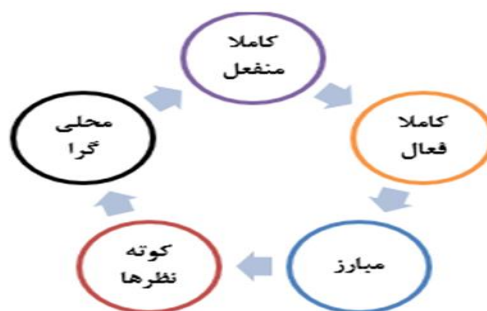 کاملا
منفعل
کاملا
فعال
مبارز
کوته
نظرها
محلی
گرا